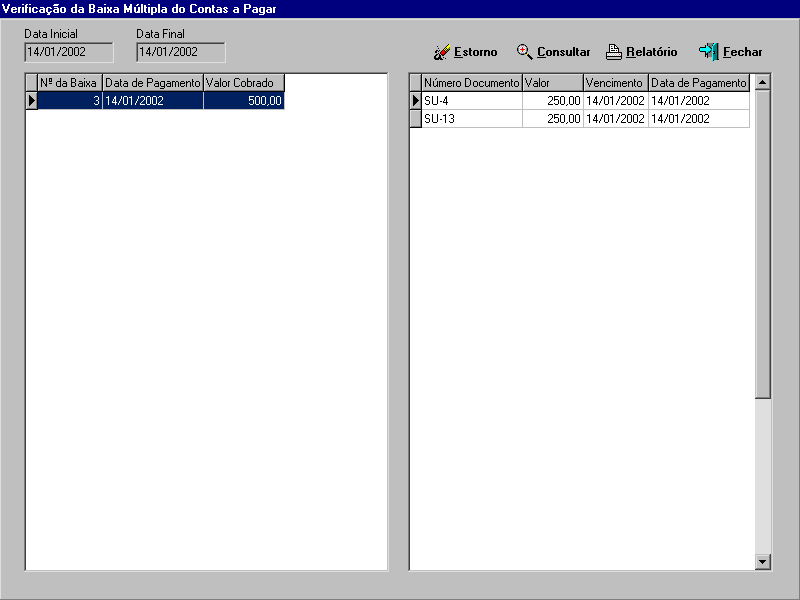 Verificação da Baixa Múltipla do Contas a Pagar
Data Inicial Data Final
14/01/2002 14/01/2002
Estorno Consultar Relatório Fechar
Nº da Baixa Data de Pagamento Valor Cobrado
3 14/01/2002 500,00
Número Documento Valor Vencimento Data de Pagamento
SU-4 250,00 14/01/2002 14/01/2002
SU-13 250,00 14/01/2002 14/01/2002